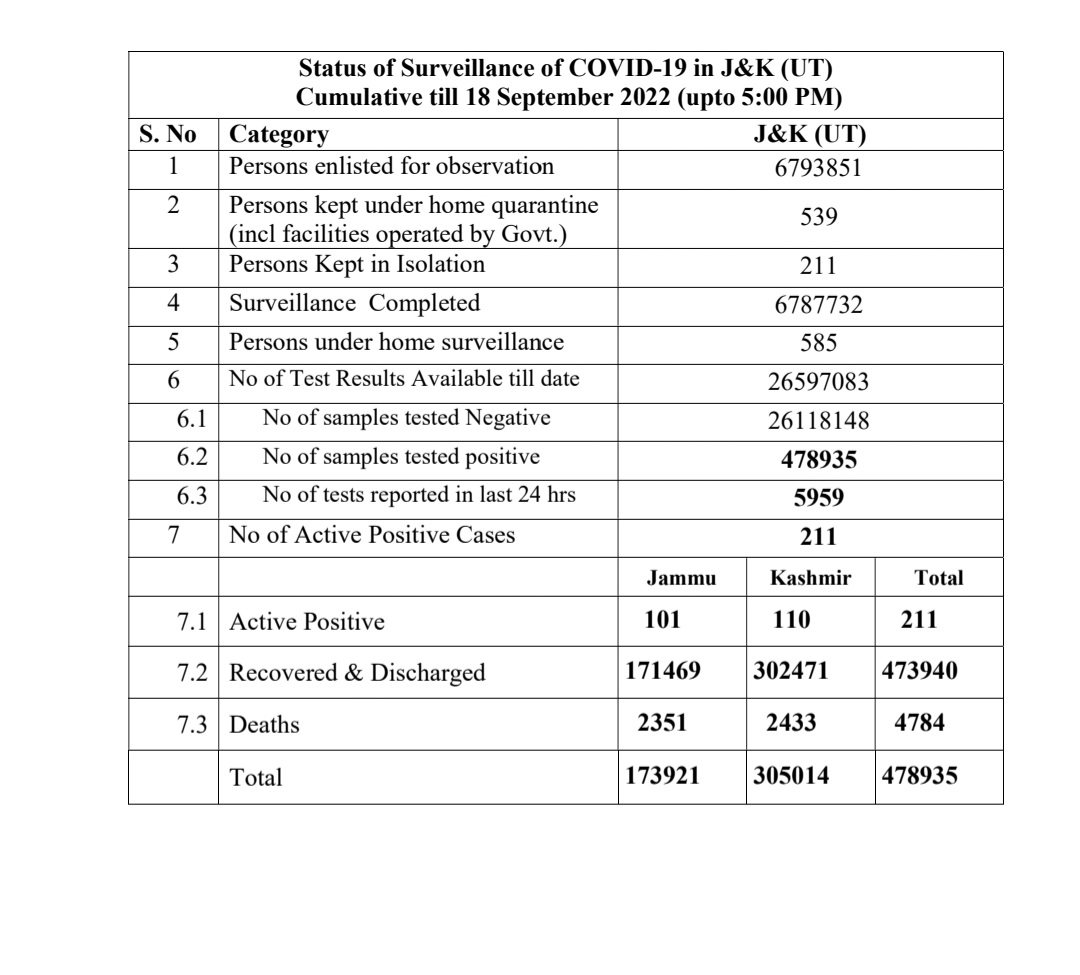 Status of Surveillance of COVID-19 in J&K (UT)
Cumulative till 18 September 2022 (upto 5:00 PM)
S. No Category J&K (UT)
1 Persons enlisted for observation 6793851
2 Persons kept under home quarantine
(incl facilities operated by Govt.) 539
3 Persons Kept in Isolation 211
4 Surveillance Completed 6787732
5 Persons under home surveillance 585
6 No of Test Results Available till date 26597083
6.1 No of samples tested Negative 26118148
6.2 No of samples tested positive 478935
6.3 No of tests reported in last 24 hrs 5959
7 No of Active Positive Cases 211
Jammu Kashmir Total
7.1 Active Positive 101 110 211
7.2 Recovered & Discharged 171469 302471 473940
7.3 Deaths 2351 2433 4784
Total 173921 305014 478935